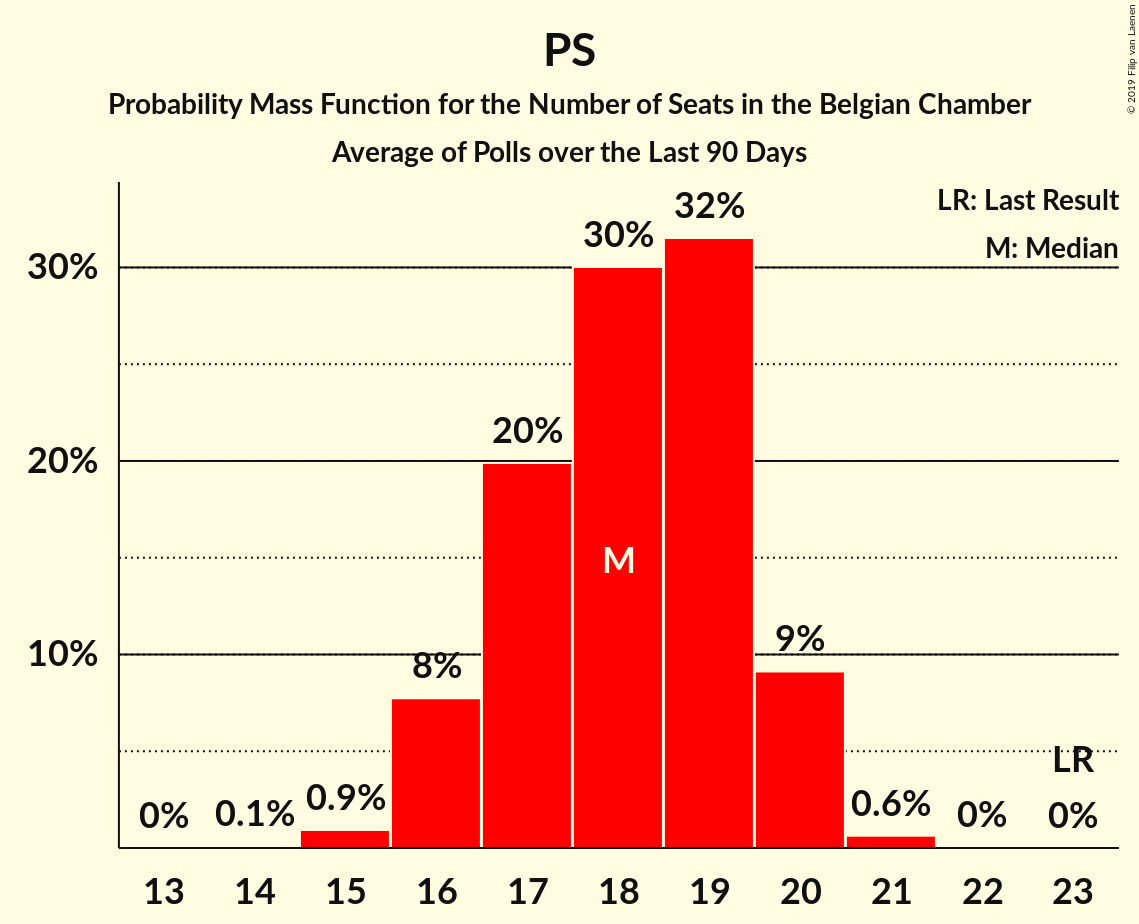 PS
Probability Mass Function for the Number of Seats in the Belgian Chamber
Average of Polls over the Last 90 Days
© 2019 Filip van Laenen
LR: Last Result
M: Median
30%
20%
10%
0%
0.1%
0.9%
8%
20%
30%
32%
9%
0.6%
0%
0%
M
LR
13 14 15 16 17 18 19 20 21 22 23